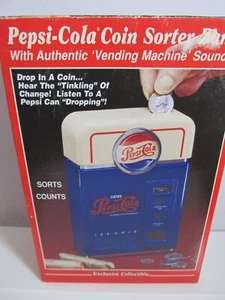 Pepsi-Cola Coin Sorter
With Authentic 'Vending Machine' Sound
Drop In A Coin...
Hear The "Tinkling" Of
Change! Listen To A
Pepsi Can "Dropping"!
Pepsi-Cola
SORTS
COUNTS
DRINK
Pepsi-Cola
Exclusive Collectible